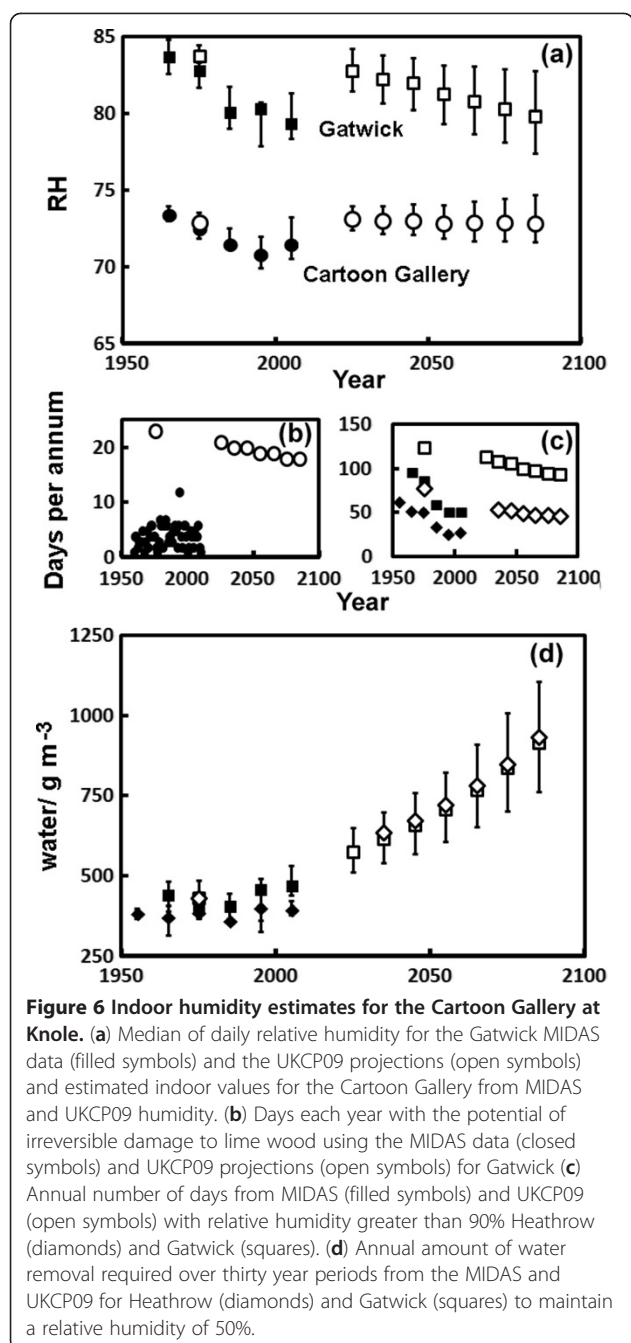 85
(a)
80
Gatwick
RH
75
70
Cartoon Gallery
65
1950 2000 2050 2100
Year
Days per annum
20
(b)
10
0
1950 2000 2050 2100
150
(c)
100
50
0
1950 2000 2050 2100
Year
1250
(d)
water/ g m-3
1000
750
500
250
1950 2000 2050 2100
Figure 6 Indoor humidity estimates for the Cartoon Gallery at
Knole. (a) Median of daily relative humidity for the Gatwick MIDAS
data (filled symbols) and the UKCP09 projections (open symbols)
and estimated indoor values for the Cartoon Gallery from MIDAS
and UKCP09 humidity. (b) Days each year with the potential of
irreversible damage to lime wood using the MIDAS data (closed
symbols) and UKCP09 projections (open symbols) for Gatwick (c)
Annual number of days from MIDAS (filled symbols) and UKCP09
(open symbols) with relative humidity greater than 90% Heathrow
(diamonds) and Gatwick (squares). (d) Annual amount of water
removal required over thirty year periods from the MIDAS and
UKCP09 for Heathrow (diamonds) and Gatwick (squares) to maintain
a relative humidity of 50%.